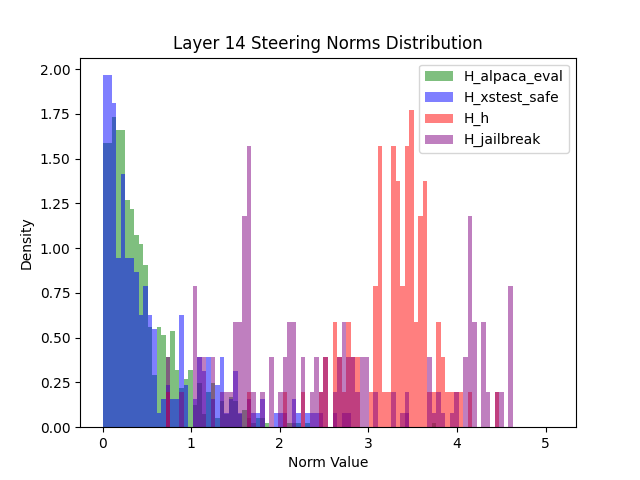 Layer 14 Steering Norms Distribution
H_alpaca_eval
H_xstest_safe
H_h
H_jailbreak
Density
2.00
1.75
1.50
1.25
1.00
0.75
0.50
0.25
0.00
0 1 2 3 4 5
Norm Value